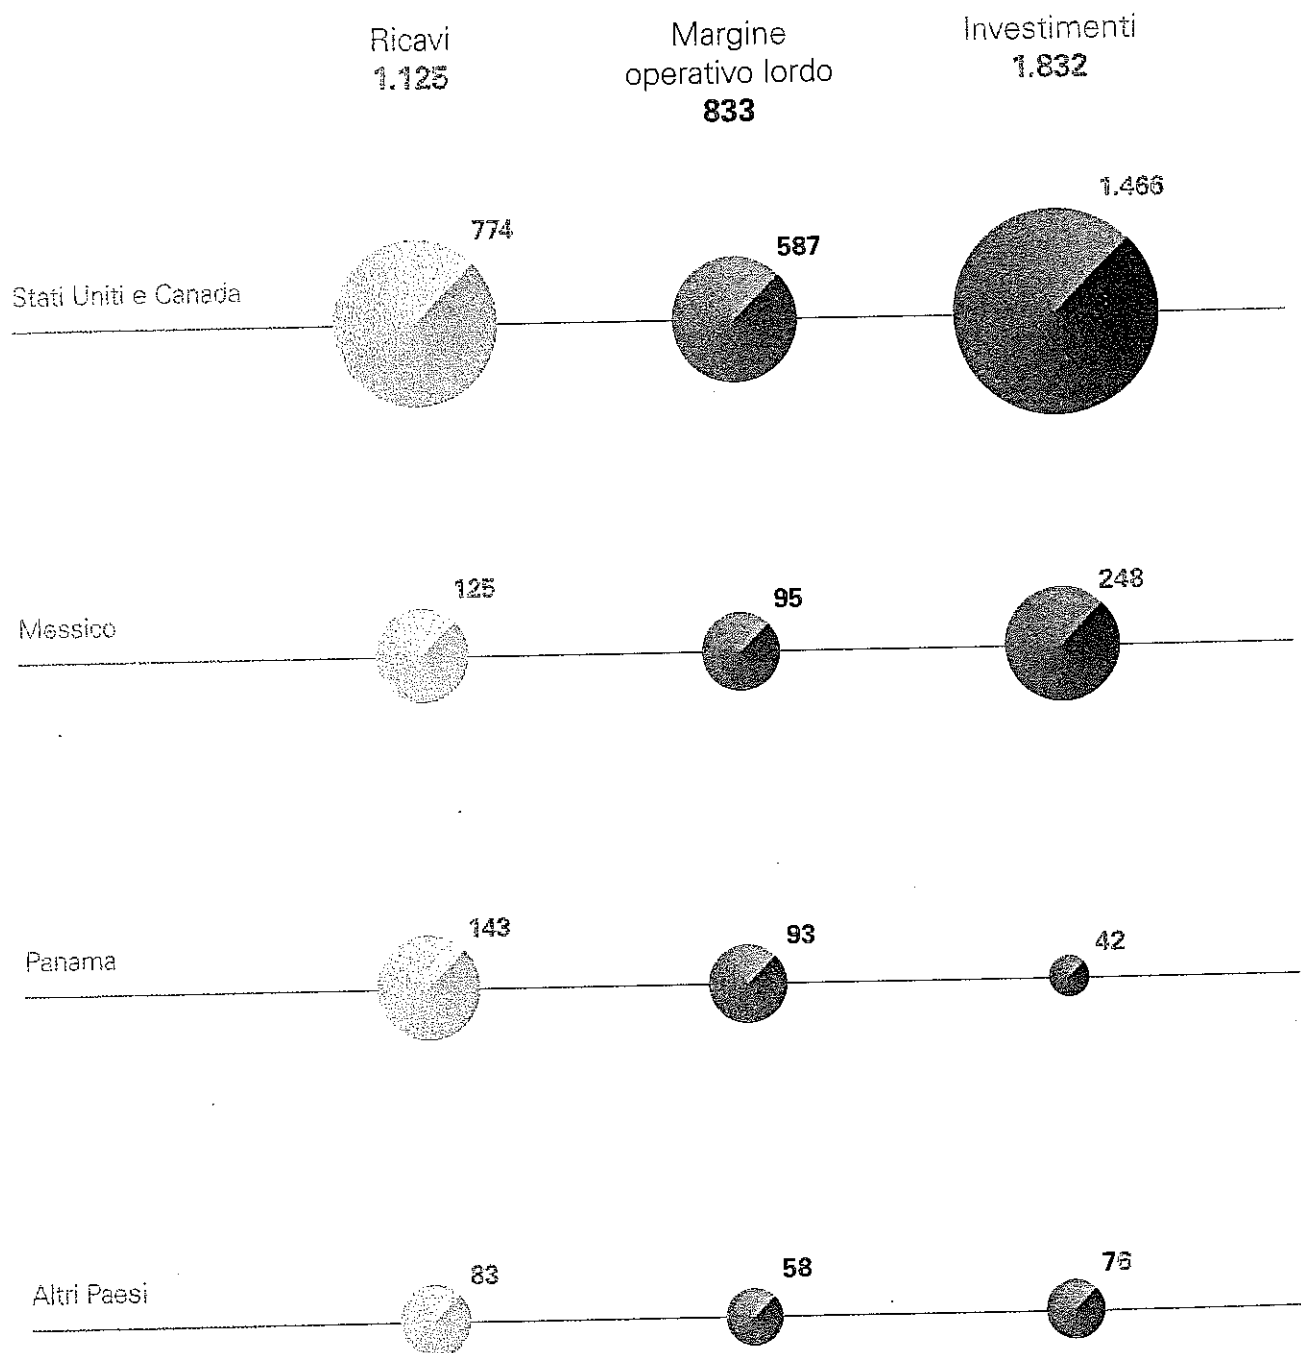 Ricavi
1.125
Margine
operativo lordo
833
Investimenti
1.832
Stati Uniti e Canada
774
587
1.466
Messico
125
95
248
Panama
143
93
42
Altri Paesi
83
58
76